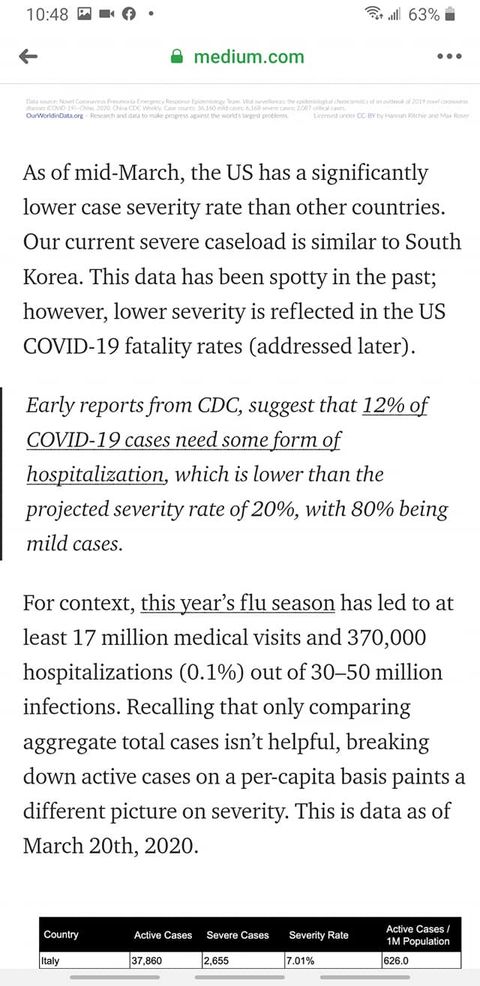 10:48
63%
medium.com
Data source: Novel Coronavirus Pneumonia Emergency Response Epidemiology Team. Vital surveillances: the epidemiological characteristics of an outbreak of 2019 novel coronavirus
diseases (COVID-19)—China, 2020. China CDC Weekly. Case counts: 36,160 mild cases; 6,168 severe cases; 2,087 critical cases.
OurWorldinData.org – Research and data to make progress against the world's largest problems. Licensed under CC BY by Hannah Ritchie and Max Roser
As of mid-March, the US has a significantly
lower case severity rate than other countries.
Our current severe caseload is similar to South
Korea. This data has been spotty in the past;
however, lower severity is reflected in the US
COVID-19 fatality rates (addressed later).
Early reports from CDC, suggest that 12% of
COVID-19 cases need some form of
hospitalization, which is lower than the
projected severity rate of 20%, with 80% being
mild cases.
For context, this year's flu season has led to at
least 17 million medical visits and 370,000
hospitalizations (0.1%) out of 30–50 million
infections. Recalling that only comparing
aggregate total cases isn't helpful, breaking
down active cases on a per-capita basis paints a
different picture on severity. This is data as of
March 20th, 2020.
Country Active Cases Severe Cases Severity Rate Active Cases /
1M Population
Italy 37,860 2,655 7.01% 626.0